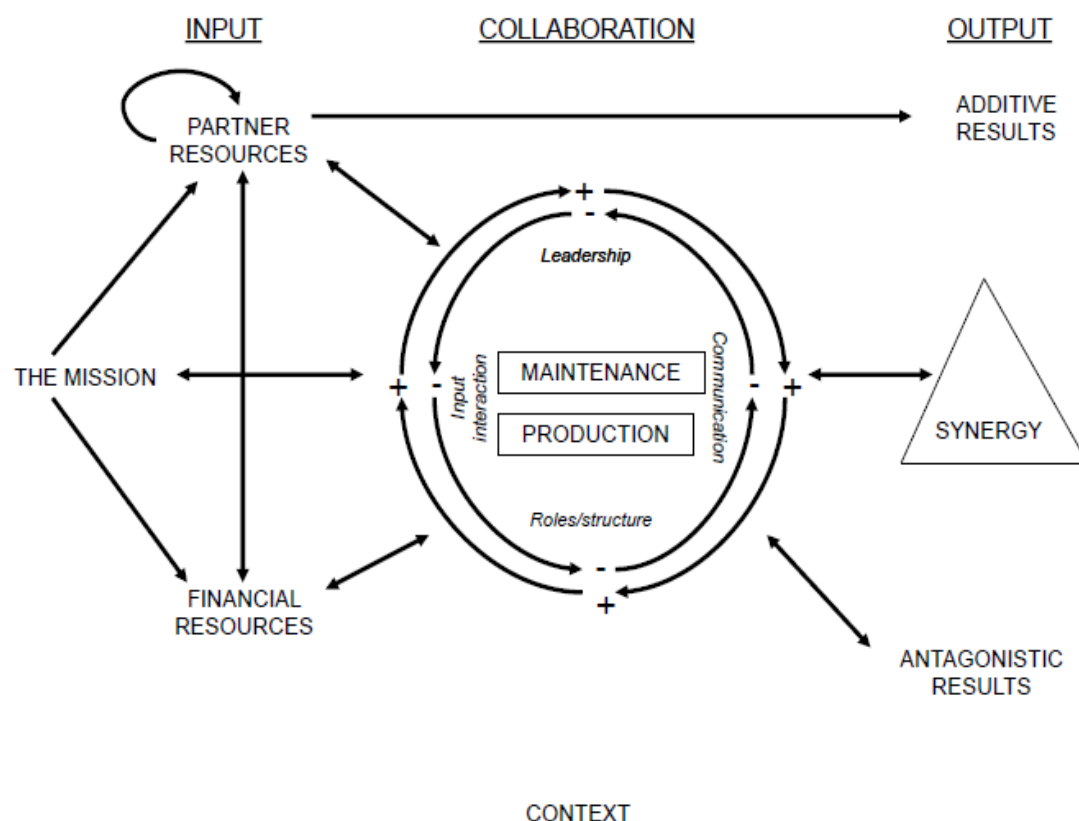 INPUT
COLLABORATION
OUTPUT
PARTNER
RESOURCES
ADDITIVE
RESULTS
+
-
Leadership
THE MISSION
+
-
Input
interaction
MAINTENANCE
PRODUCTION
Communication
-
+
SYNERGY
Roles/structure
-
+
FINANCIAL
RESOURCES
ANTAGONISTIC
RESULTS
CONTEXT